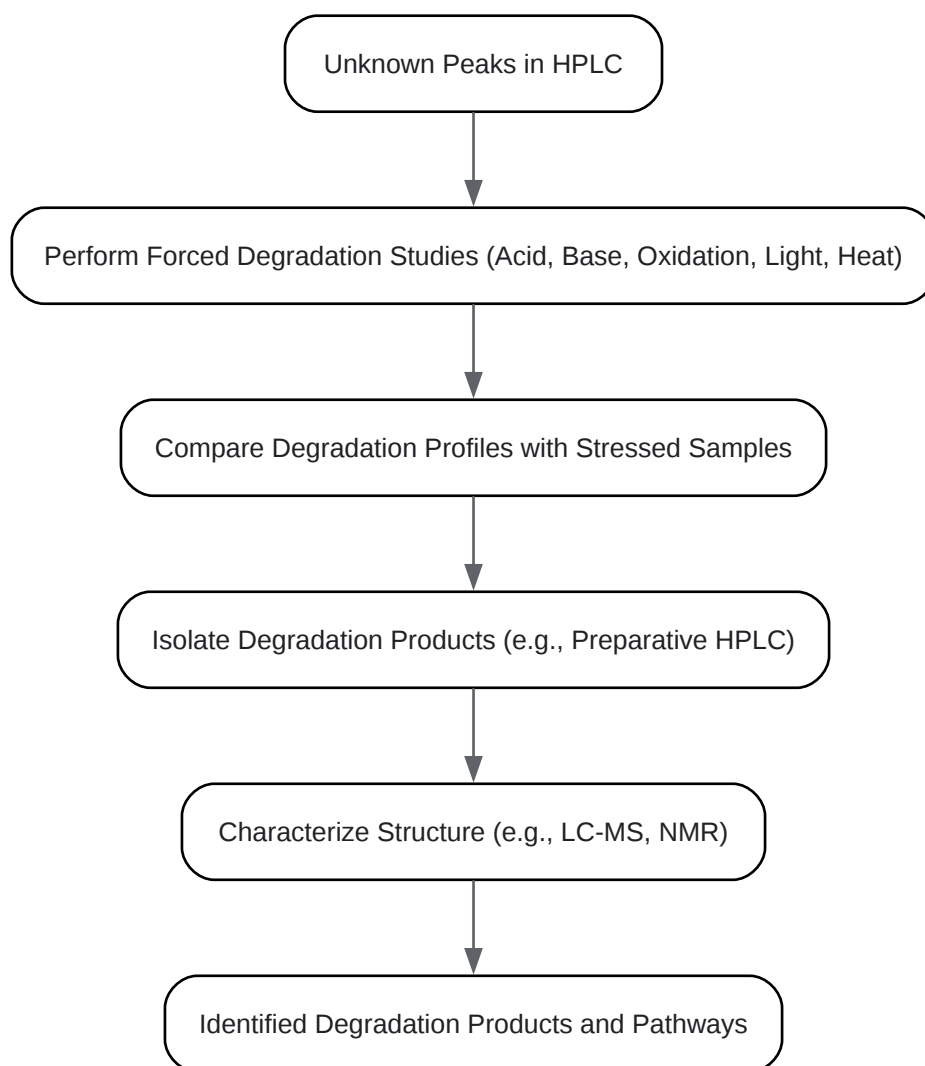 Unknown Peaks in HPLC
Perform Forced Degradation Studies (Acid, Base, Oxidation, Light, Heat)
Compare Degradation Profiles with Stressed Samples
Isolate Degradation Products (e.g., Preparative HPLC)
Characterize Structure (e.g., LC-MS, NMR)
Identified Degradation Products and Pathways